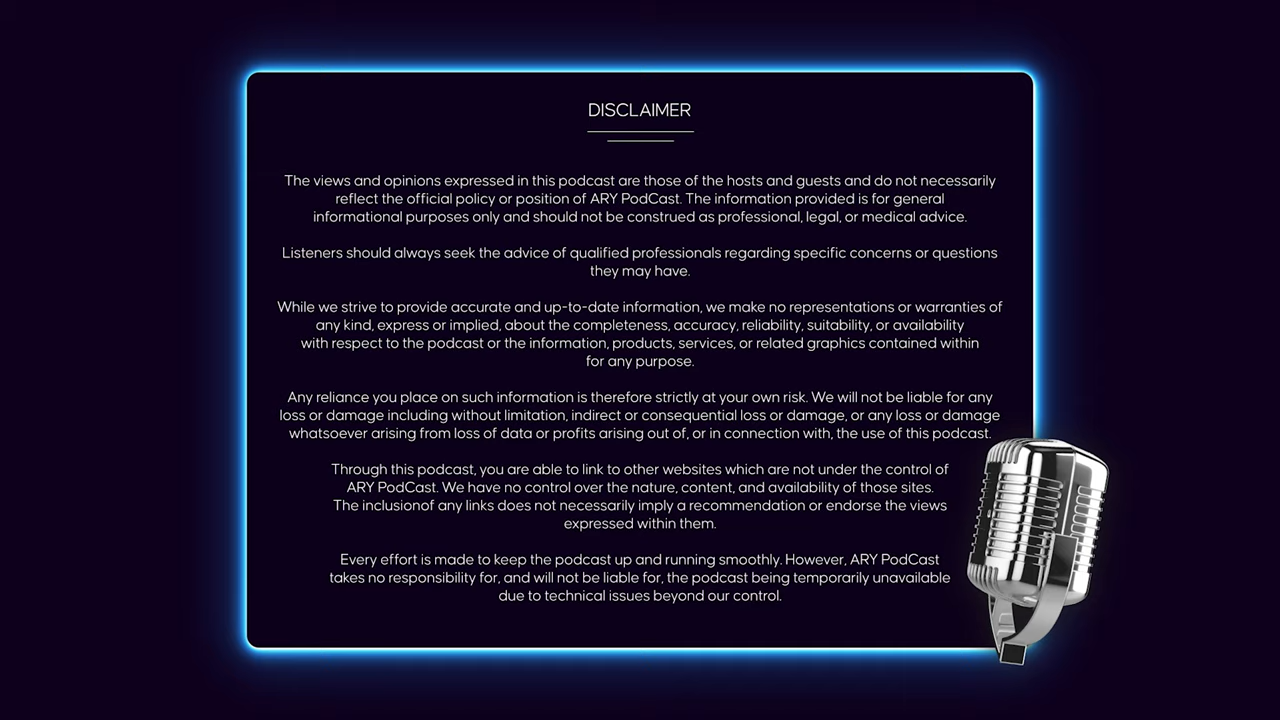 DISCLAIMER
The views and opinions expressed in this podcast are those of the hosts and guests and do not necessarily
reflect the official policy or position of ARY PodCast. The information provided is for general
informational purposes only and should not be construed as professional, legal, or medical advice.
Listeners should always seek the advice of qualified professionals regarding specific concerns or questions
they may have.
While we strive to provide accurate and up-to-date information, we make no representations or warranties of
any kind, express or implied, about the completeness, accuracy, reliability, suitability, or availability
with respect to the podcast or the information, products, services, or related graphics contained within
for any purpose.
Any reliance you place on such information is therefore strictly at your own risk. We will not be liable for any
loss or damage including without limitation, indirect or consequential loss or damage, or any loss or damage
whatsoever arising from loss of data or profits arising out of, or in connection with, the use of this podcast.
Through this podcast, you are able to link to other websites which are not under the control of
ARY PodCast. We have no control over the nature, content, and availability of those sites.
The inclusionof any links does not necessarily imply a recommendation or endorse the views
expressed within them.
Every effort is made to keep the podcast up and running smoothly. However, ARY PodCast
takes no responsibility for, and will not be liable for, the podcast being temporarily unavailable
due to technical issues beyond our control.